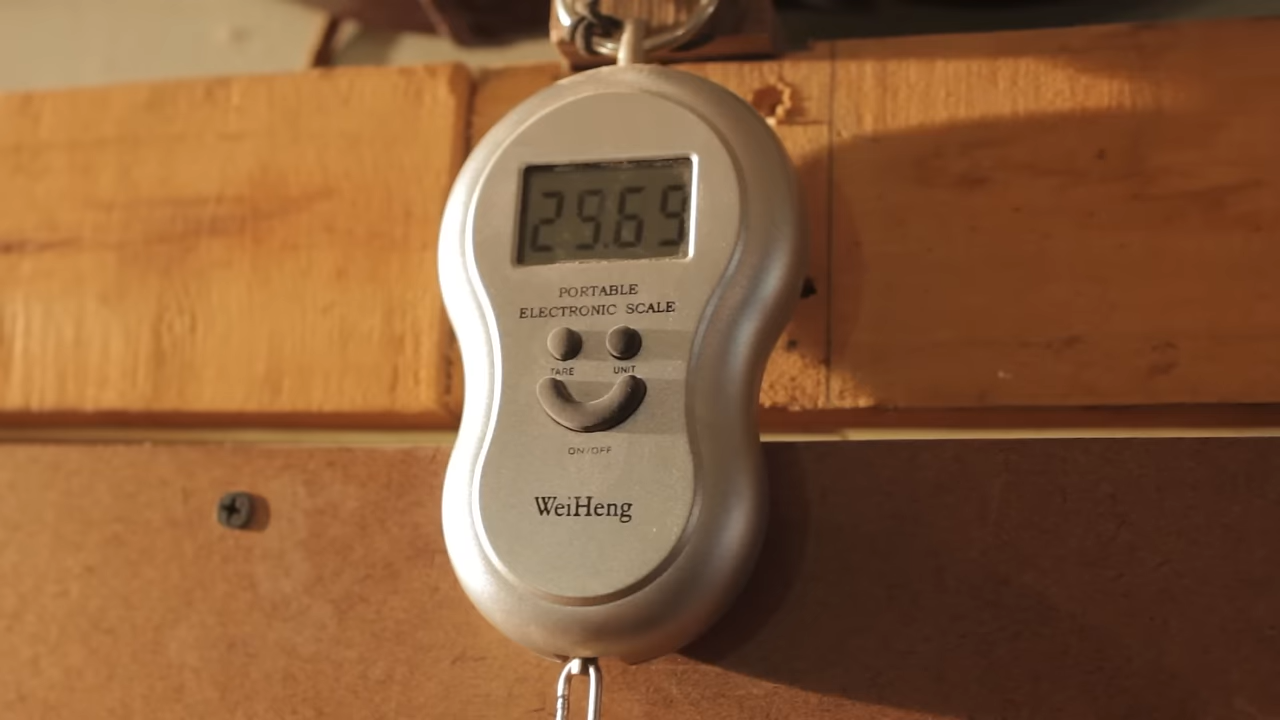 29.69
PORTABLE
ELECTRONIC SCALE
TARE UNIT
ON/OFF
WeiHeng